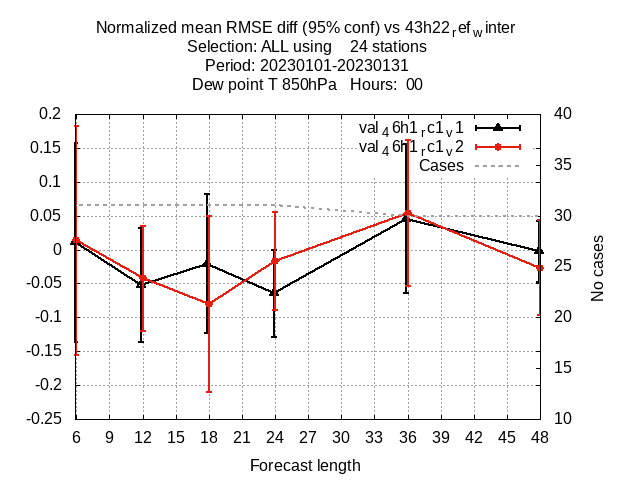 Normalized mean RMSE diff (95% conf) vs 43h22refwinter
Selection: ALL using 24 stations
Period: 20230101-20230131
Dew point T 850hPa Hours: 00
0.2 40
val46h1rc1v1
0.15 val46h1rc1v2 35
Cases
0.1
0.05 30
0
-0.05 25
-0.1 20
-0.15 15
-0.2
-0.25 10
No cases
6 9 12 15 18 21 24 27 30 33 36 39 42 45 48
Forecast length